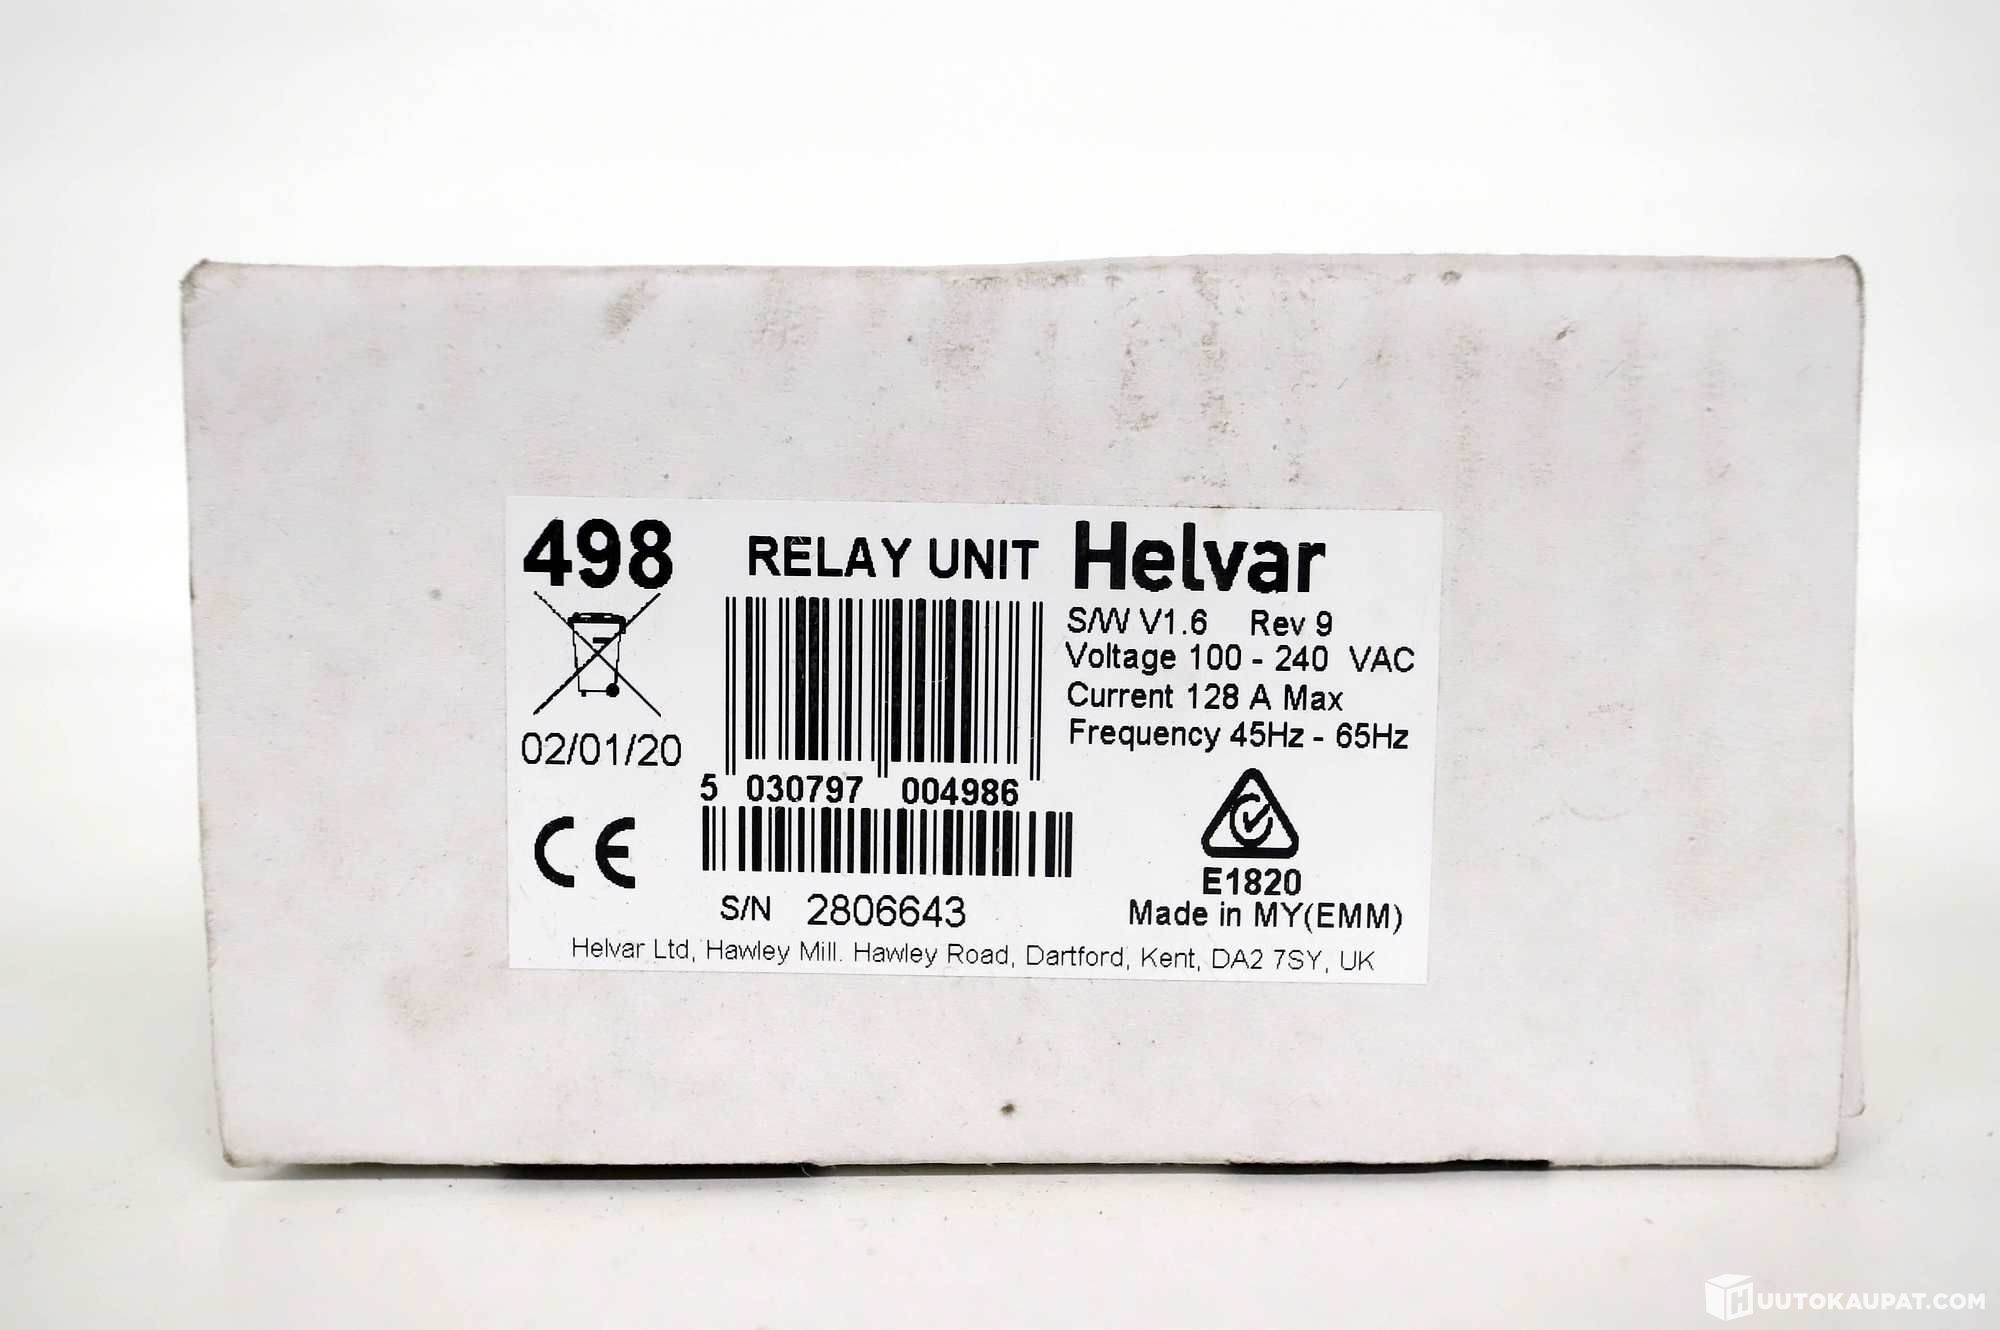 498 RELAY UNIT Helvar
S/W V1.6 Rev 9
Voltage 100 - 240 VAC
Current 128 A Max
Frequency 45Hz - 65Hz
02/01/20
5 030797 004986
CE
S/N 2806643
E1820
Made in MY(EMM)
Helvar Ltd, Hawley Mill. Hawley Road, Dartford, Kent, DA2 7SY, UK
HUUTOKAUPAT.COM